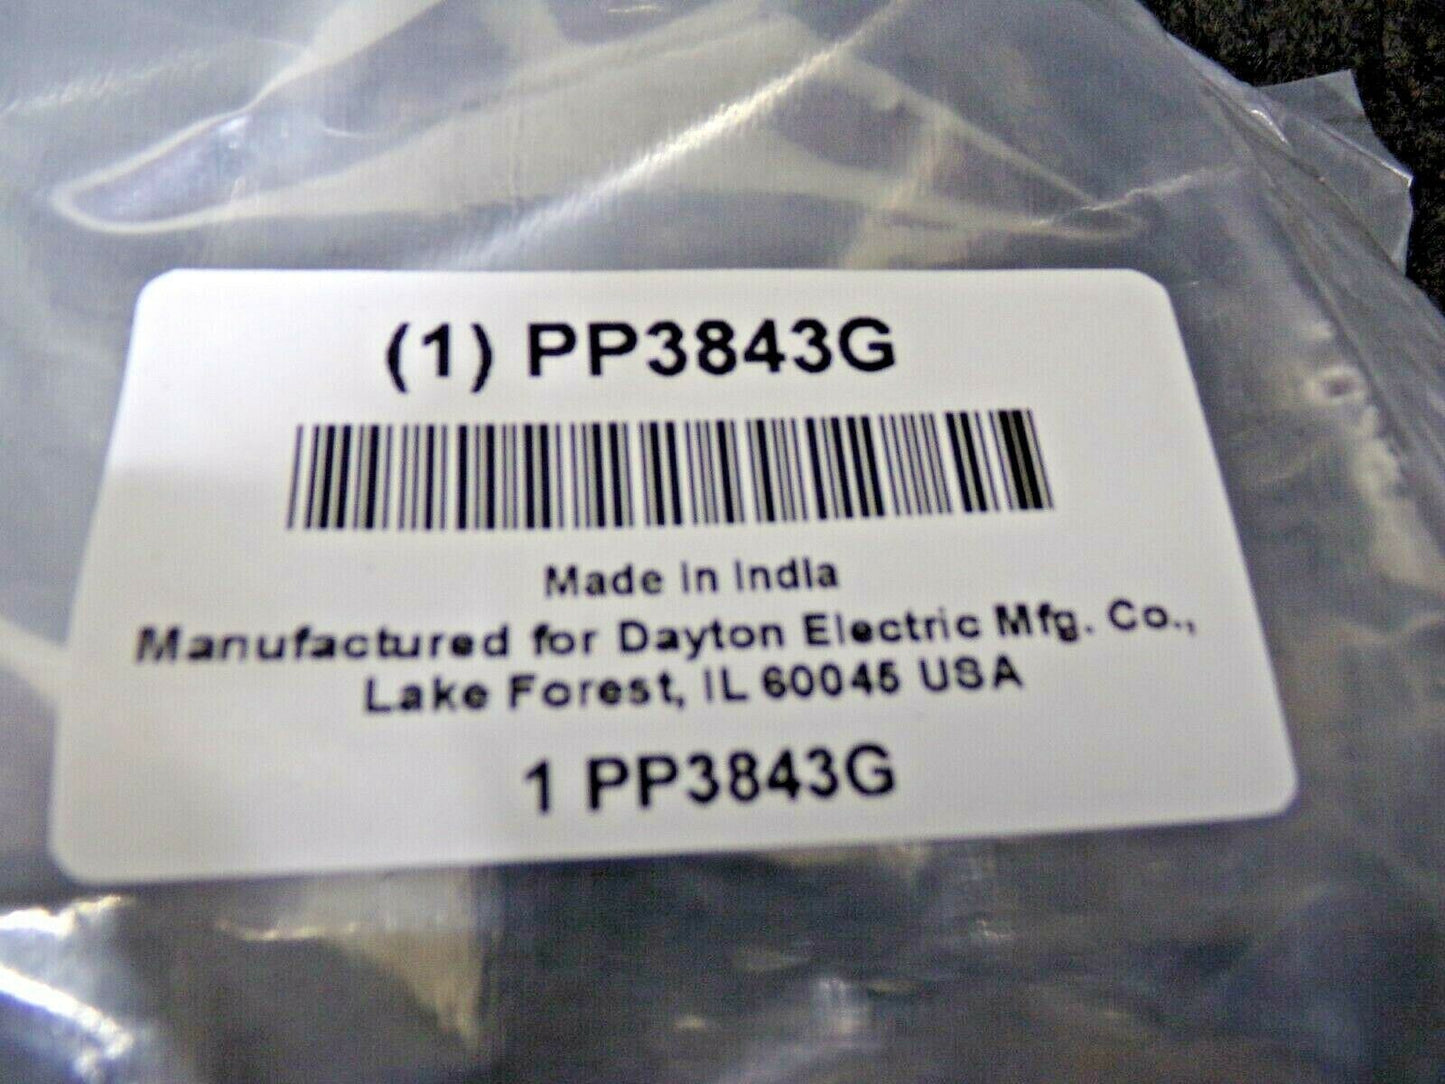 (1) PP3843G
Made in India
Manufactured for Dayton Electric Mfg. Co.,
Lake Forest, IL 60045 USA
1 PP3843G